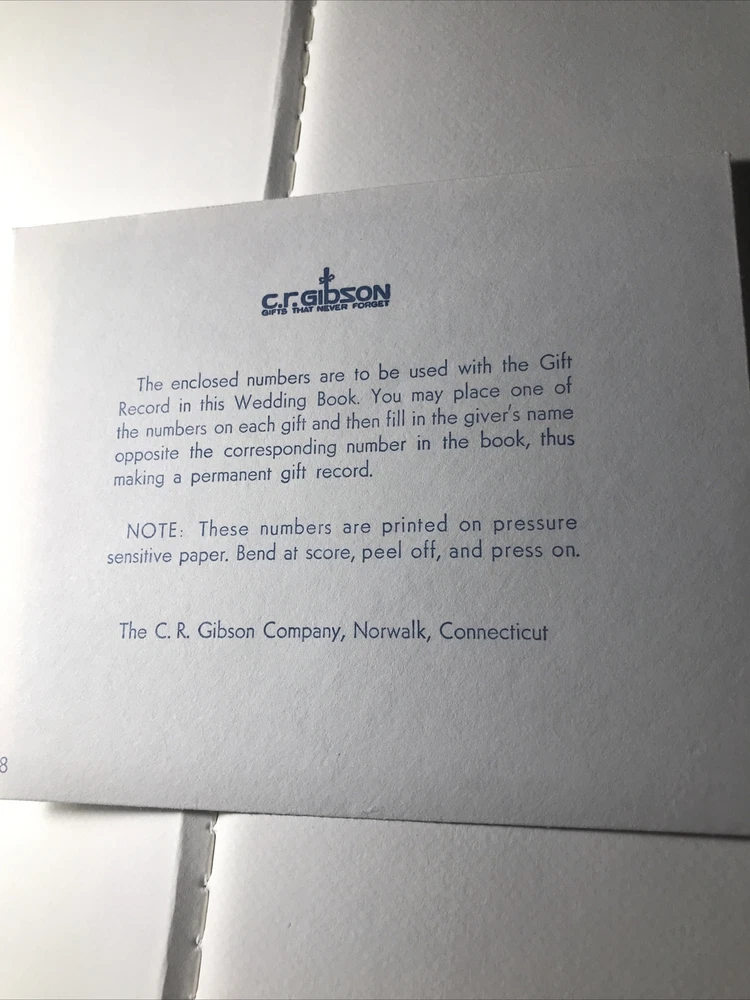 c.r.gibson
GIFTS THAT NEVER FORGET
The enclosed numbers are to be used with the Gift
Record in this Wedding Book. You may place one of
the numbers on each gift and then fill in the giver's name
opposite the corresponding number in the book, thus
making a permanent gift record.
NOTE: These numbers are printed on pressure
sensitive paper. Bend at score, peel off, and press on.
The C. R. Gibson Company, Norwalk, Connecticut
8